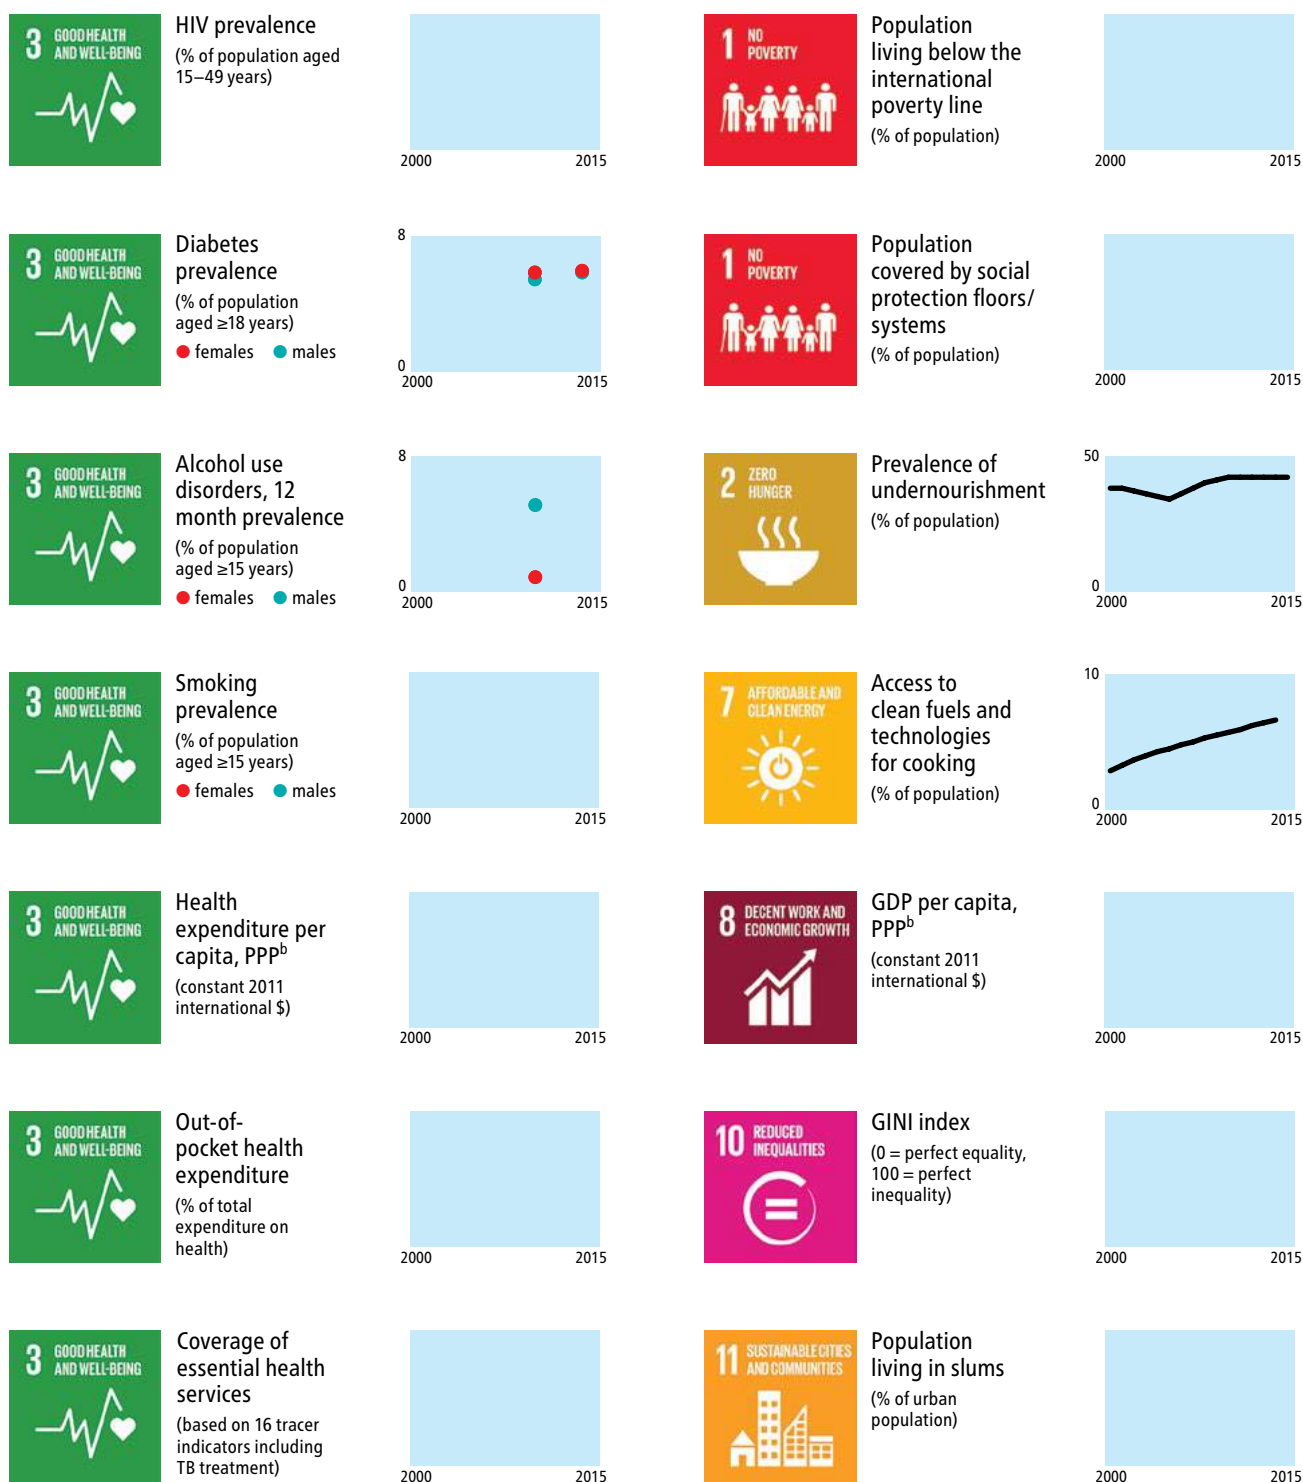 3 GOOD HEALTH
AND WELL-BEING
HIV prevalence
(% of population aged
15–49 years)
2000 2015
3 GOOD HEALTH
AND WELL-BEING
Diabetes
prevalence
(% of population
aged ≥18 years)
females males
8
0
2000 2015
3 GOOD HEALTH
AND WELL-BEING
Alcohol use
disorders, 12
month prevalence
(% of population
aged ≥15 years)
females males
8
0
2000 2015
3 GOOD HEALTH
AND WELL-BEING
Smoking
prevalence
(% of population
aged ≥15 years)
females males
2000 2015
3 GOOD HEALTH
AND WELL-BEING
Health
expenditure per
capita, PPPb
(constant 2011
international $)
2000 2015
3 GOOD HEALTH
AND WELL-BEING
Out-of-
pocket health
expenditure
(% of total
expenditure on
health)
2000 2015
3 GOOD HEALTH
AND WELL-BEING
Coverage of
essential health
services
(based on 16 tracer
indicators including
TB treatment)
2000 2015
1 NO
POVERTY
Population
living below the
international
poverty line
(% of population)
2000 2015
1 NO
POVERTY
Population
covered by social
protection floors/
systems
(% of population)
2000 2015
2 ZERO
HUNGER
Prevalence of
undernourishment
(% of population)
50
0
2000 2015
7 AFFORDABLE AND
CLEAN ENERGY
Access to
clean fuels and
technologies
for cooking
(% of population)
10
0
2000 2015
8 DECENT WORK AND
ECONOMIC GROWTH
GDP per capita,
PPPb
(constant 2011
international $)
2000 2015
10 REDUCED
INEQUALITIES
GINI index
(0 = perfect equality,
100 = perfect
inequality)
2000 2015
11 SUSTAINABLE CITIES
AND COMMUNITIES
Population
living in slums
(% of urban
population)
2000 2015